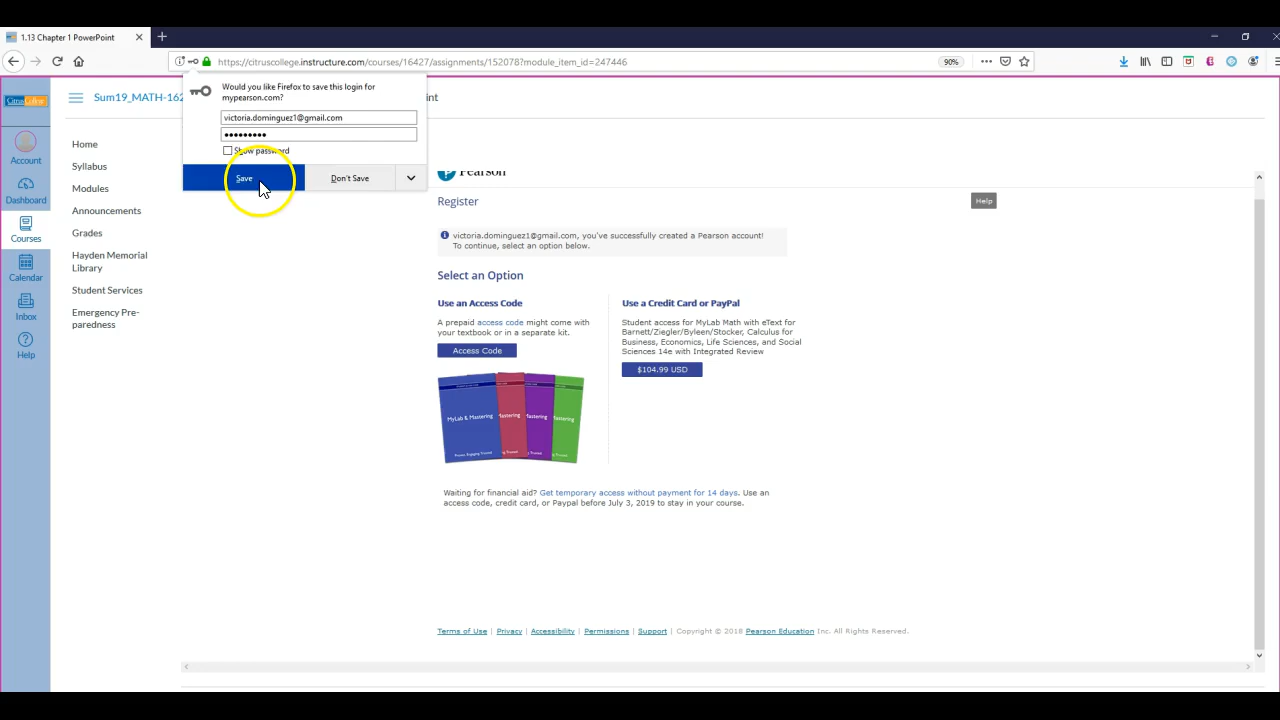 1.13 Chapter 1 PowerPoint
https://citruscollege.instructure.com/courses/16427/assignments/152078?module_item_id=247446
90%
Would you like Firefox to save this login for
mypearson.com?
victoria.dominguez1@gmail.com
Show password
Save
Don't Save
Sum19_MATH-162
Account
Dashboard
Courses
Calendar
Inbox
Help
Home
Syllabus
Modules
Announcements
Grades
Hayden Memorial
Library
Student Services
Emergency Pre-
paredness
Pearson
Register
Help
victoria.dominguez1@gmail.com, you've successfully created a Pearson account!
To continue, select an option below.
Select an Option
Use an Access Code
A prepaid access code might come with
your textbook or in a separate kit.
Access Code
MyLab & Mastering
Mastering
Mastering
Mastering
Use a Credit Card or PayPal
Student access for MyLab Math with eText for
Barnett/Ziegler/Byleen/Stocker, Calculus for
Business, Economics, Life Sciences, and Social
Sciences 14e with Integrated Review
$104.99 USD
Waiting for financial aid? Get temporary access without payment for 14 days. Use an
access code, credit card, or Paypal before July 3, 2019 to stay in your course.
Terms of Use | Privacy | Accessibility | Permissions | Support | Copyright © 2018 Pearson Education Inc. All Rights Reserved.